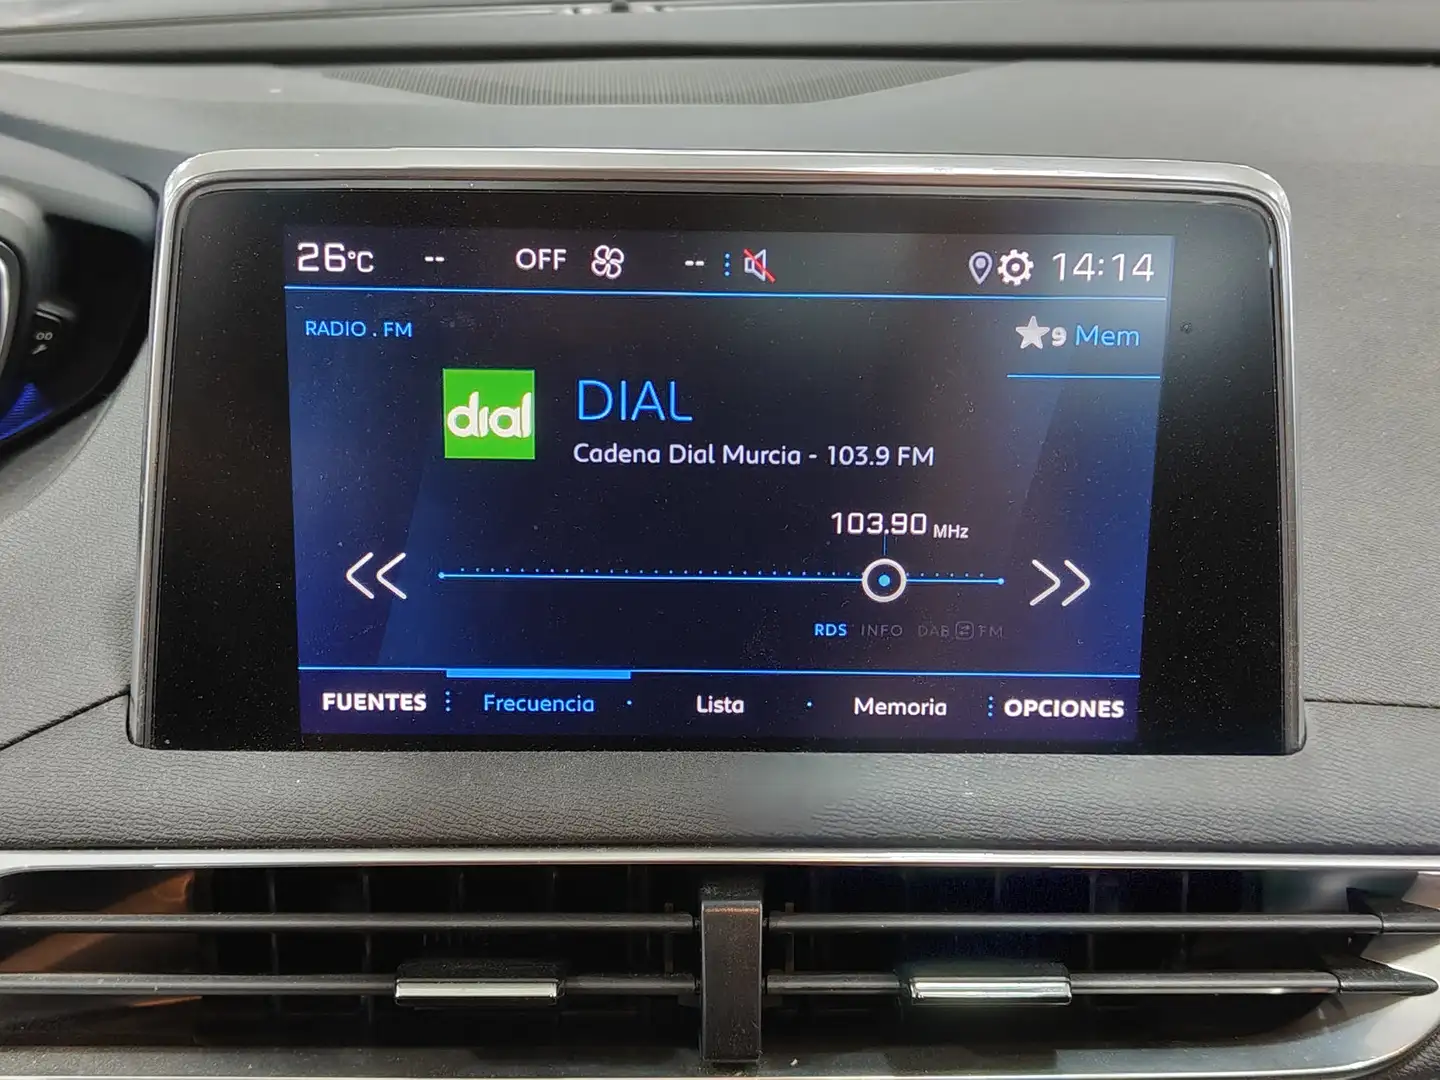 26°C -- OFF -- 14:14
RADIO . FM
9 Mem
dial
DIAL
Cadena Dial Murcia - 103.9 FM
103.90 MHz
RDS INFO DAB FM
FUENTES Frecuencia Lista Memoria OPCIONES